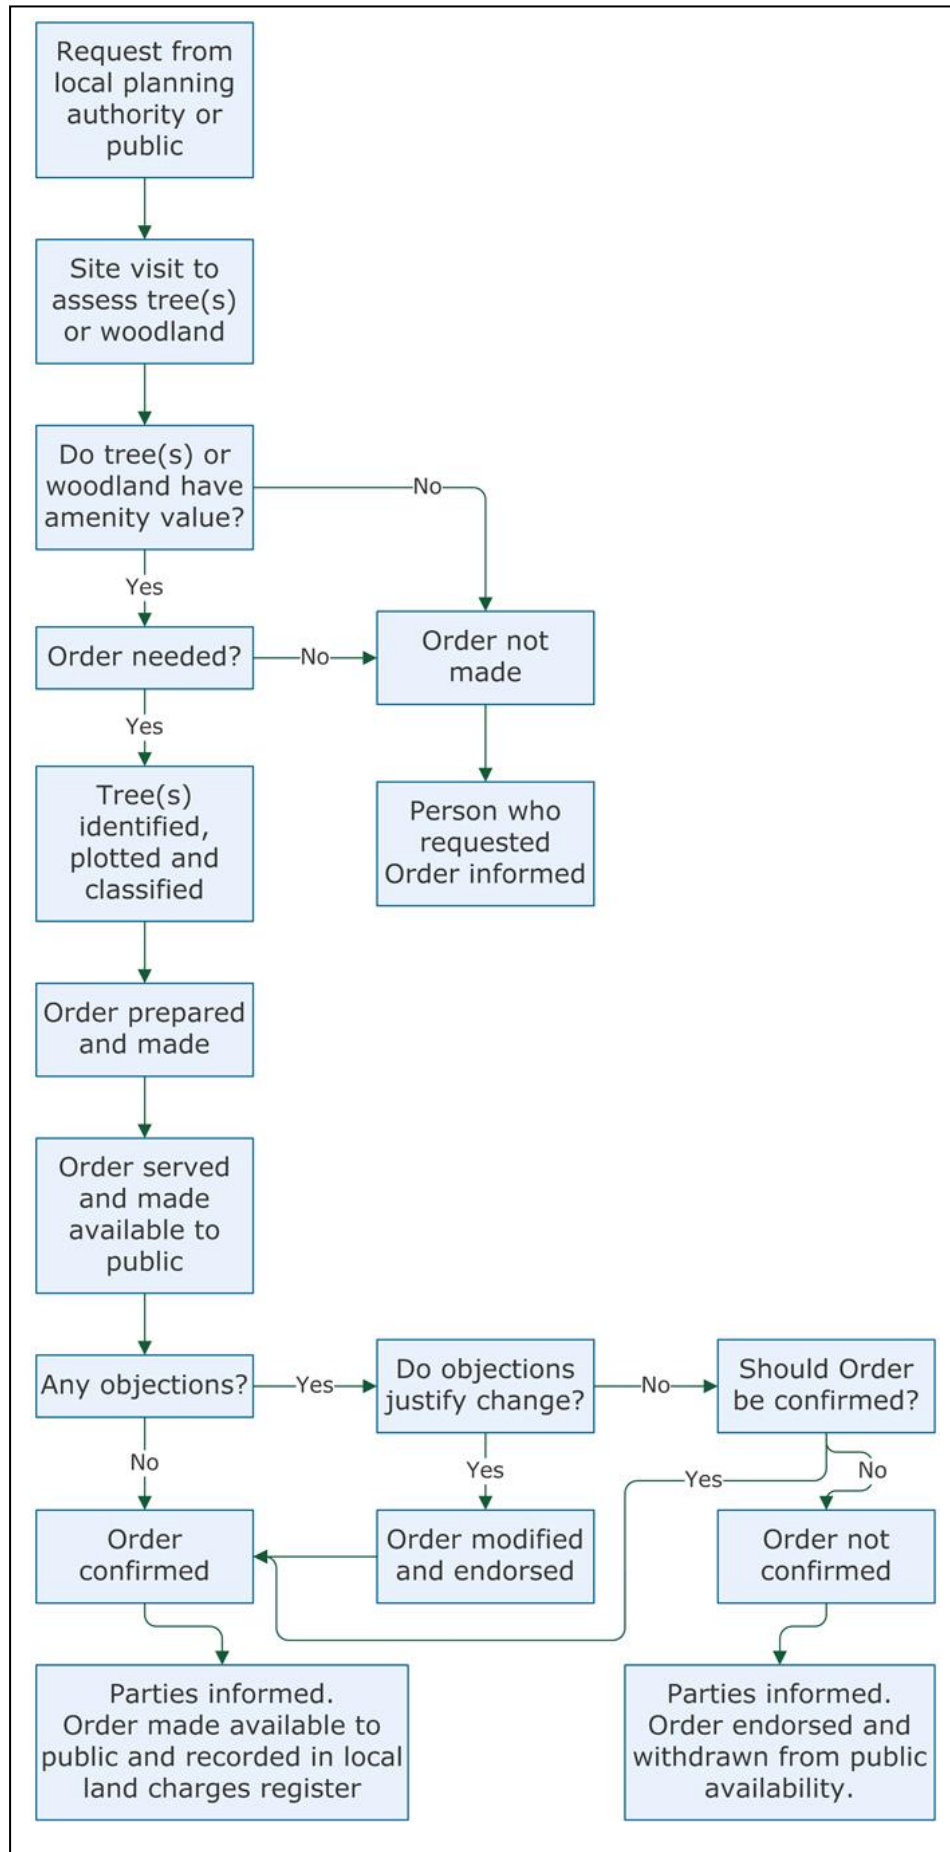 Request from
local planning
authority or
public
Site visit to
assess tree(s)
or woodland
Do tree(s) or
woodland have
amenity value?
No
Yes
Order needed?
No
Order not
made
Yes
Tree(s)
identified,
plotted and
classified
Person who
requested
Order informed
Order prepared
and made
Order served
and made
available to
public
Any objections?
Yes
Do objections
justify change?
No
Should Order
be confirmed?
No
Yes
Yes
No
Order
confirmed
Order modified
and endorsed
Order not
confirmed
Parties informed.
Order made available to
public and recorded in local
land charges register
Parties informed.
Order endorsed and
withdrawn from public
availability.